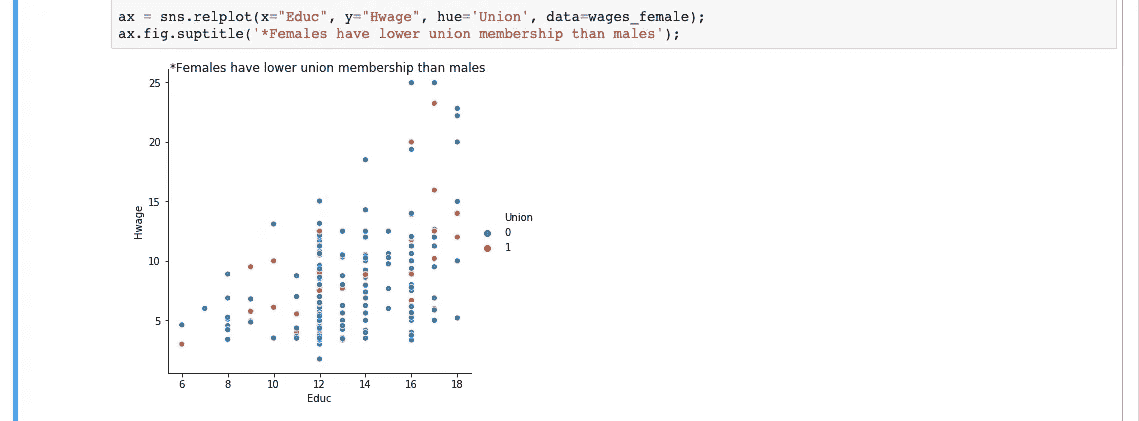 ax = sns.relplot(x="Educ", y="Hwage", hue='Union', data=wages_female);
ax.fig.suptitle('*Females have lower union membership than males');
*Females have lower union membership than males
25
20
15
10
5
Hwage
6 8 10 12 14 16 18
Educ
Union
0
1